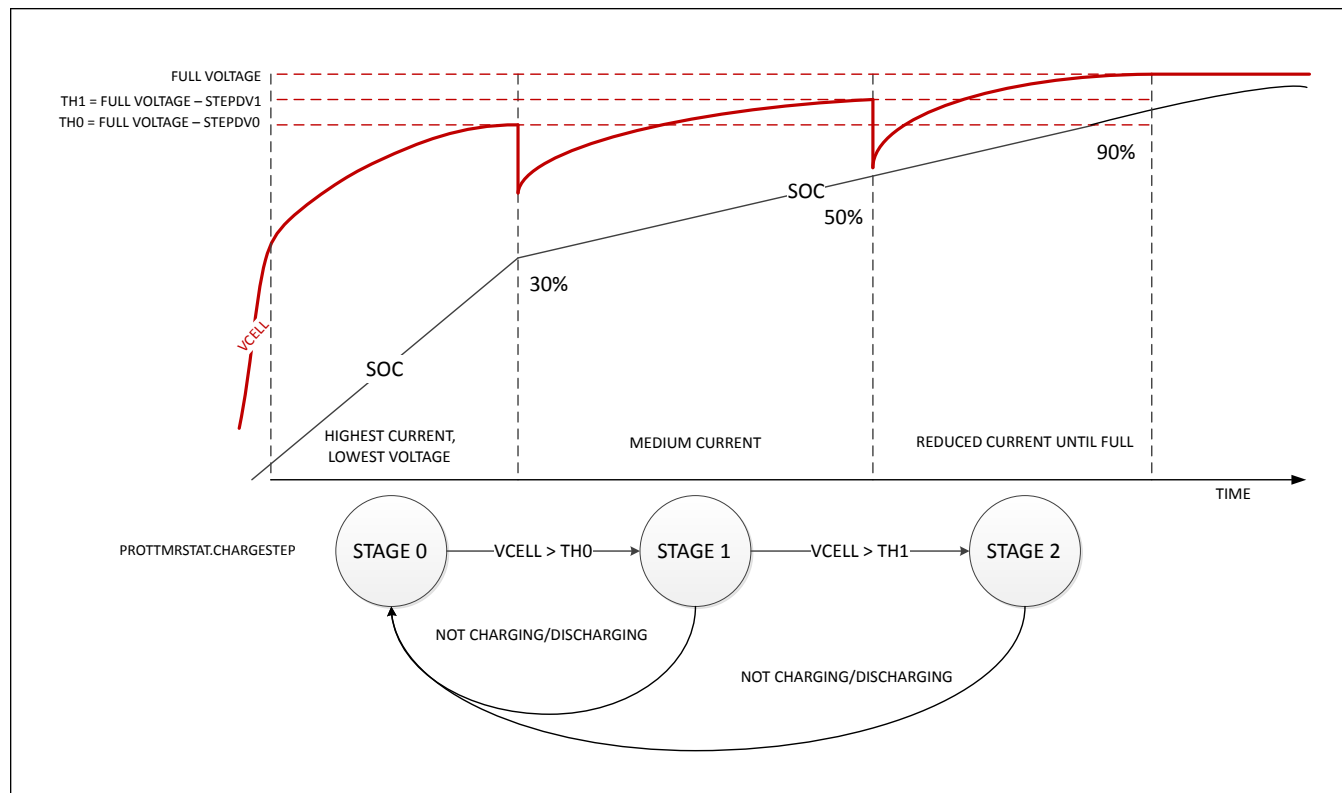 FULL VOLTAGE
TH1 = FULL VOLTAGE – STEPDV1
TH0 = FULL VOLTAGE – STEPDV0
90%
SOC
50%
30%
VCELL
SOC
HIGHEST CURRENT,
LOWEST VOLTAGE
MEDIUM CURRENT
REDUCED CURRENT UNTIL FULL
TIME
PROTTMRSTAT.CHARGESTEP
STAGE 0
VCELL > TH0
STAGE 1
VCELL > TH1
STAGE 2
NOT CHARGING/DISCHARGING
NOT CHARGING/DISCHARGING